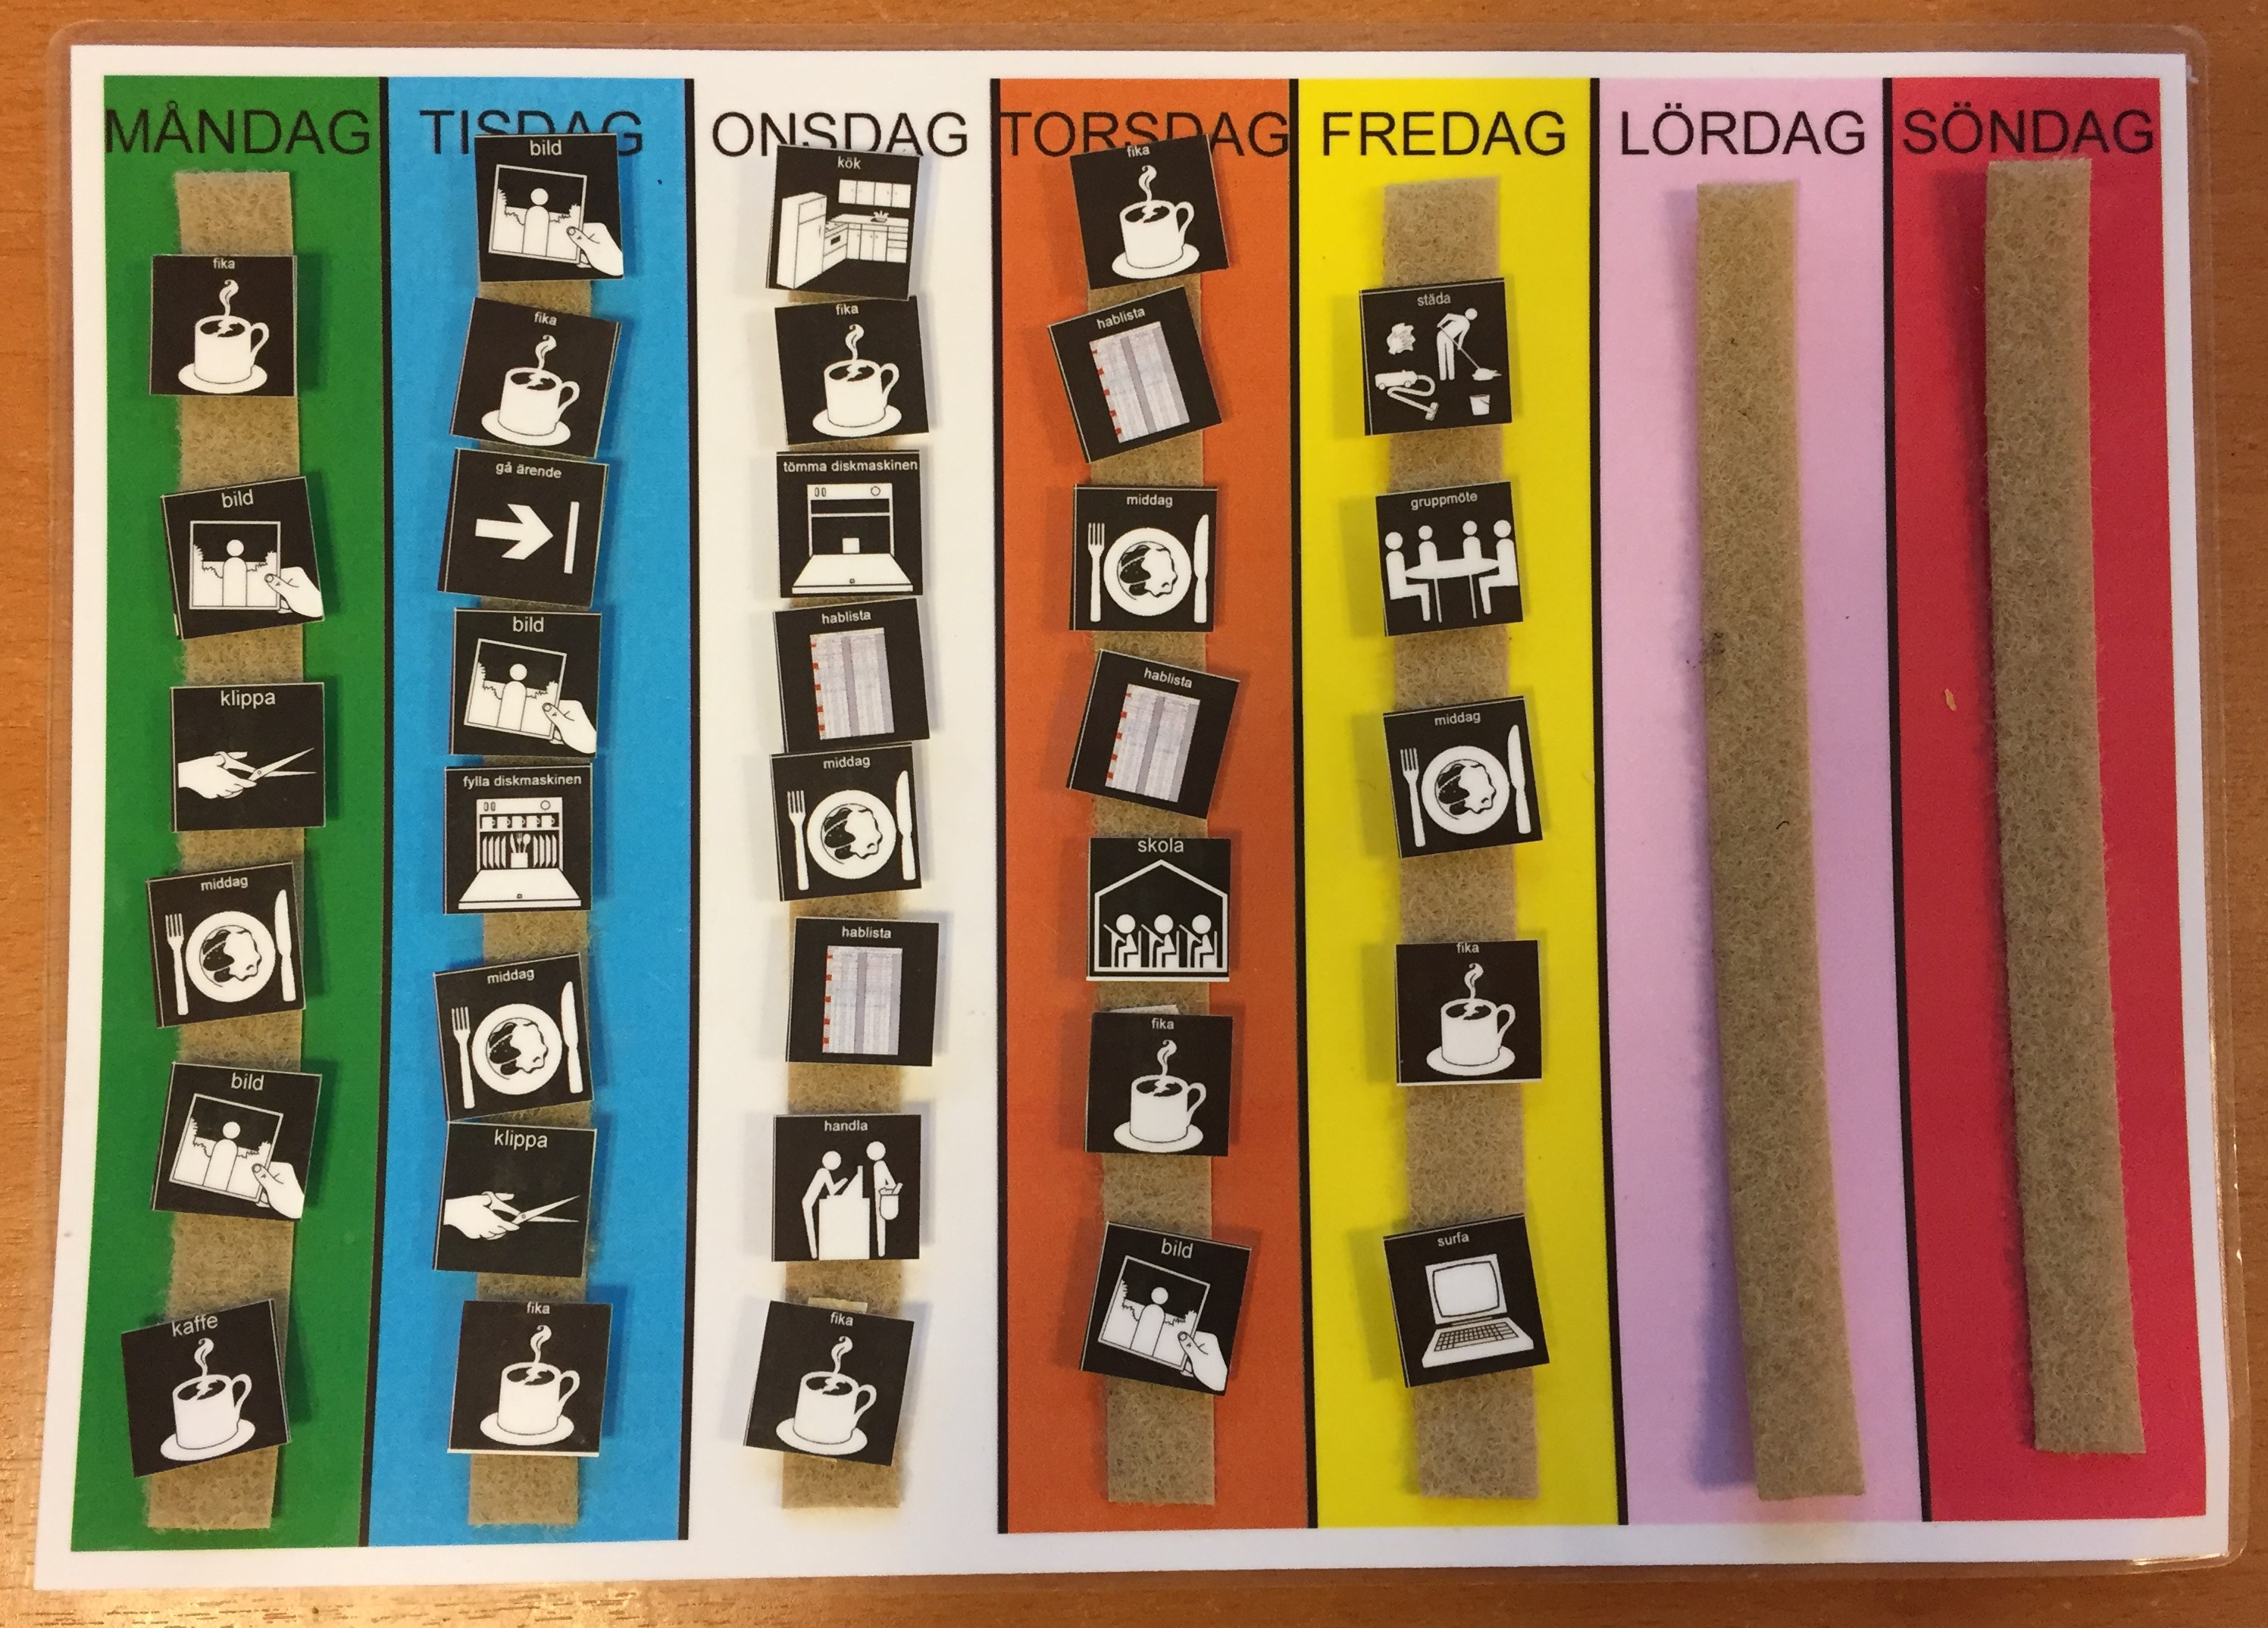 MÅNDAG
fika
bild
klippa
middag
bild
kaffe
TISDAG
bild
fika
gå ärende
bild
fylla diskmaskinen
middag
klippa
fika
ONSDAG
kök
fika
tömma diskmaskinen
hablista
middag
hablista
handla
fika
TORSDAG
fika
hablista
middag
hablista
skola
fika
bild
FREDAG
städa
gruppmöte
middag
fika
surfa
LÖRDAG
SÖNDAG